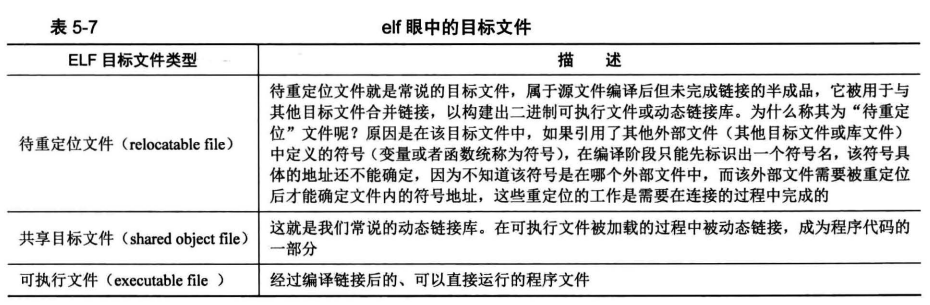 表 5-7 elf 眼中的目标文件
ELF 目标文件类型 描 述
待重定位文件（relocatable file）
待重定位文件就是常说的目标文件，属于源文件编译后但未完成链接的半成品，它被用于与
其他目标文件合并链接，以构建出二进制可执行文件或动态链接库。为什么称其为“待重定
位”文件呢？原因是在该目标文件中，如果引用了其他外部文件（其他目标文件或库文件）
中定义的符号（变量或者函数统称为符号），在编译阶段只能先标识出一个符号名，该符号具
体的地址还不能确定，因为不知道该符号是在哪个外部文件中，而该外部文件需要被重定位
后才能确定文件内的符号地址，这些重定位的工作是需要在连接的过程中完成的
共享目标文件（shared object file）
这就是我们常说的动态链接库。在可执行文件被加载的过程中被动态链接，成为程序代码的
一部分
可执行文件（executable file ）
经过编译链接后的、可以直接运行的程序文件